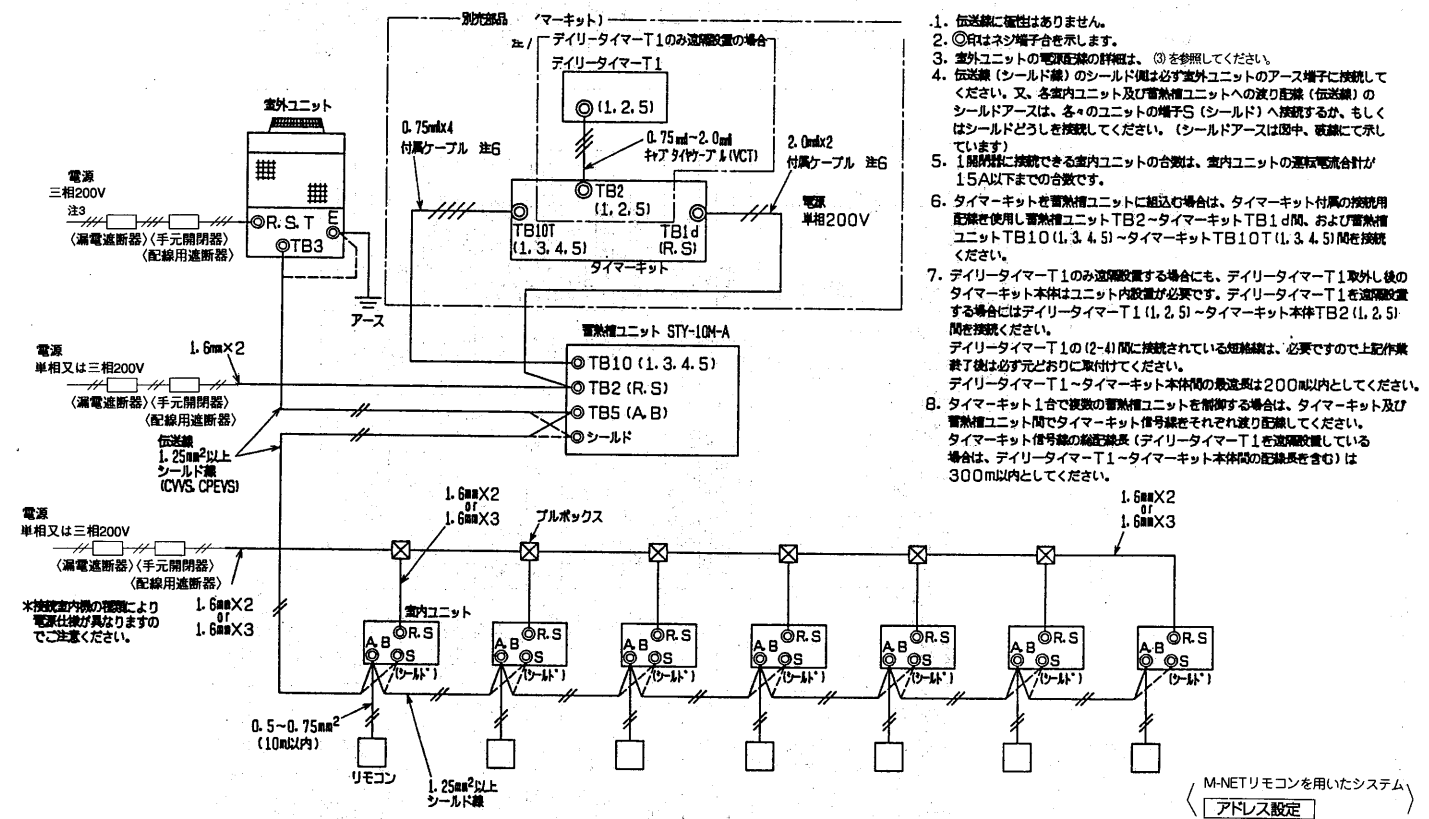 別売部品
マーキット)
デイリータイマーT1のみ遠隔設置の場合
デイリータイマーT1
(1, 2, 5)
0.75㎟~2.0㎟
キャブタイヤケーブル(VCT)
0.75㎟x4
付属ケーブル 注6
2.0㎟x2
付属ケーブル 注6
TB2
(1, 2, 5)
TB10T
(1, 3, 4, 5)
TB1d
(R.S)
タイマーキット
電源
単相200V
室外ユニット
電源
三相200V
注3
〈漏電遮断器〉〈手元開閉器〉
〈配線用遮断器〉
R.S.T
E
TB3
アース
蓄熱槽ユニット STY-10M-A
TB10 (1.3.4.5)
TB2 (R.S)
TB5 (A.B)
シールド
電源
単相又は三相200V
1.6mm×2
〈漏電遮断器〉〈手元開閉器〉
〈配線用遮断器〉
伝送線
1.25mm²以上
シールド線
(CVVS, CPEVS)
電源
単相又は三相200V
〈漏電遮断器〉〈手元開閉器〉
〈配線用遮断器〉
*接続室内機の種類により
電源仕様が異なりますの
でご注意ください。
1.6mm×2
or
1.6mm×3
1.6mm×2
or
1.6mm×3
プルボックス
1.6mm×2
or
1.6mm×3
室内ユニット
A.B R.S
S
(シールド)
A.B R.S
S
(シールド)
A.B R.S
S
(シールド)
A.B R.S
S
(シールド)
A.B R.S
S
(シールド)
A.B R.S
S
(シールド)
A.B R.S
S
(シールド)
0.5~0.75mm²
(10m以内)
リモコン
1.25mm²以上
シールド線
1. 伝送線に極性はありません。
2. ◎印はネジ端子台を示します。
3. 室外ユニットの電源配線の詳細は、(3)を参照してください。
4. 伝送線(シールド線)のシールド側は必ず室外ユニットのアース端子に接続して
ください。又、各室内ユニット及び蓄熱槽ユニットへの渡り配線(伝送線)の
シールドアースは、各々のユニットの端子S(シールド)へ接続するか、もしく
はシールドどうしを接続してください。(シールドアースは図中、破線にて示し
ています)
5. 1開閉器に接続できる室内ユニットの台数は、室内ユニットの運転電流合計が
15A以下までの台数です。
6. タイマーキットを蓄熱槽ユニットに組込む場合は、タイマーキット付属の接続用
配線を使用し蓄熱槽ユニットTB2~タイマーキットTB1d間、および蓄熱槽
ユニットTB10(1.3.4.5)~タイマーキットTB10T(1.3.4.5)間を接続
ください。
7. デイリータイマーT1のみ遠隔設置する場合にも、デイリータイマーT1取外し後の
タイマーキット本体はユニット内設置が必要です。デイリータイマーT1を遠隔設置
する場合にはデイリータイマーT1(1, 2, 5)~タイマーキット本体TB2(1, 2, 5)
間を接続ください。
デイリータイマーT1の(2-4)間に接続されている短絡線は、必要ですので上記作業
終了後は必ず元どおりに取付けてください。
デイリータイマーT1~タイマーキット本体間の最遠長は200m以内としてください。
8. タイマーキット1台で複数の蓄熱槽ユニットを制御する場合は、タイマーキット及び
蓄熱槽ユニット間でタイマーキット信号線をそれぞれ渡り配線してください。
タイマーキット信号線の総配線長(デイリータイマーT1を遠隔設置している
場合は、デイリータイマーT1~タイマーキット本体間の配線長を含む)は
300m以内としてください。
M-NETリモコンを用いたシステム
アドレス設定